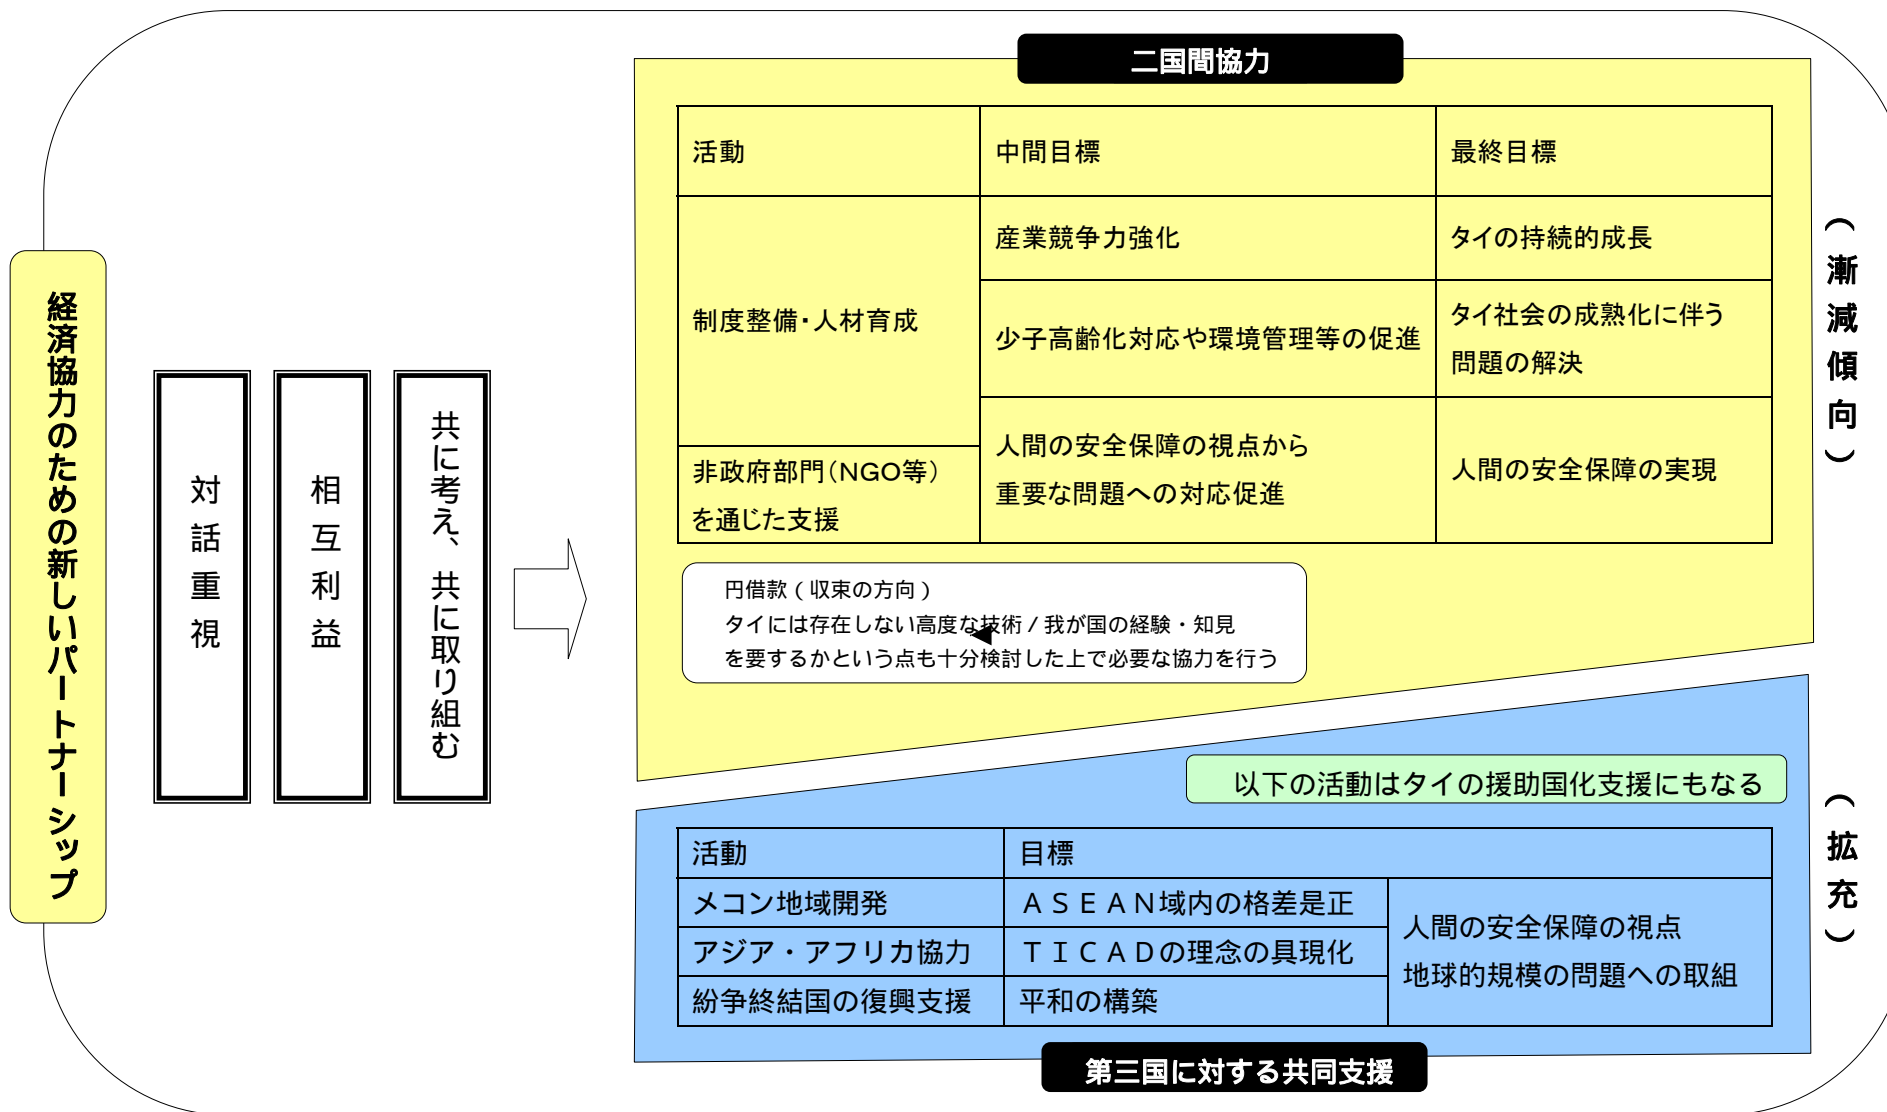 経済協力のための新しいパートナーシップ
対話重視
相互利益
共に考え、共に取り組む
二国間協力
活動
中間目標
最終目標
制度整備・人材育成
産業競争力強化
タイの持続的成長
少子高齢化対応や環境管理等の促進
タイ社会の成熟化に伴う
問題の解決
非政府部門（NGO等）
を通じた支援
人間の安全保障の視点から
重要な問題への対応促進
人間の安全保障の実現
円借款（収束の方向）
タイには存在しない高度な技術／我が国の経験・知見
を要するかという点も十分検討した上で必要な協力を行う
（漸減傾向）
以下の活動はタイの援助国化支援にもなる
活動
目標
メコン地域開発
ＡＳＥＡＮ域内の格差是正
アジア・アフリカ協力
ＴＩＣＡＤの理念の具現化
紛争終結国の復興支援
平和の構築
人間の安全保障の視点
地球的規模の問題への取組
（拡充）
第三国に対する共同支援